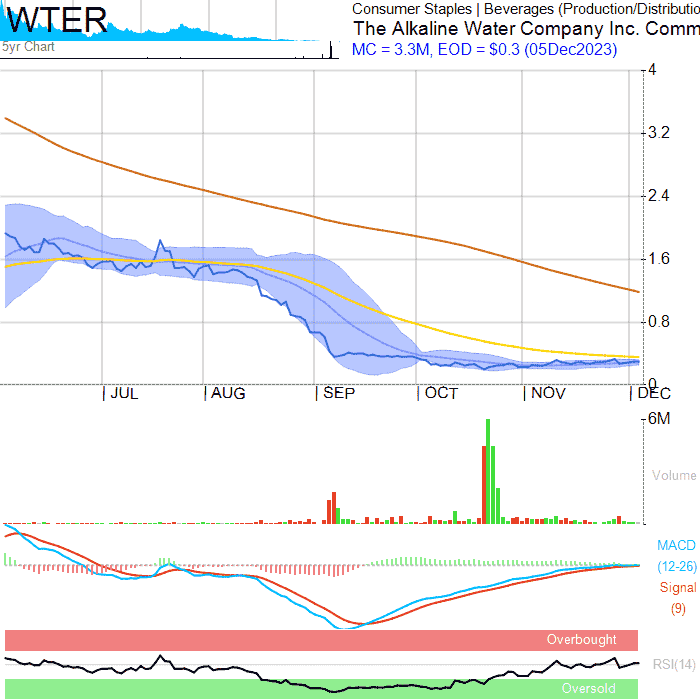 WTER
5yr Chart
Consumer Staples | Beverages (Production/Distributio
The Alkaline Water Company Inc. Comm
MC = 3.3M, EOD = $0.3 (05Dec2023)
4
3.2
2.4
1.6
0.8
0
JUL
AUG
SEP
OCT
NOV
DEC
6M
Volume
MACD
(12-26)
Signal
(9)
Overbought
RSI(14)
Oversold